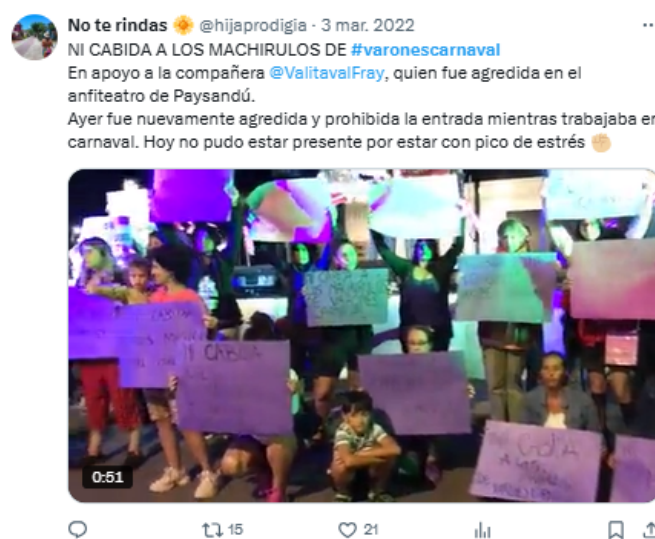 No te rindas @hijaprodigia · 3 mar. 2022
NI CABIDA A LOS MACHIRULOS DE #varonescarnaval
En apoyo a la compañera @ValitavalFray, quien fue agredida en el
anfiteatro de Paysandú.
Ayer fue nuevamente agredida y prohibida la entrada mientras trabajaba en
carnaval. Hoy no pudo estar presente por estar con pico de estrés
NI CABIDA
0:51
15
21